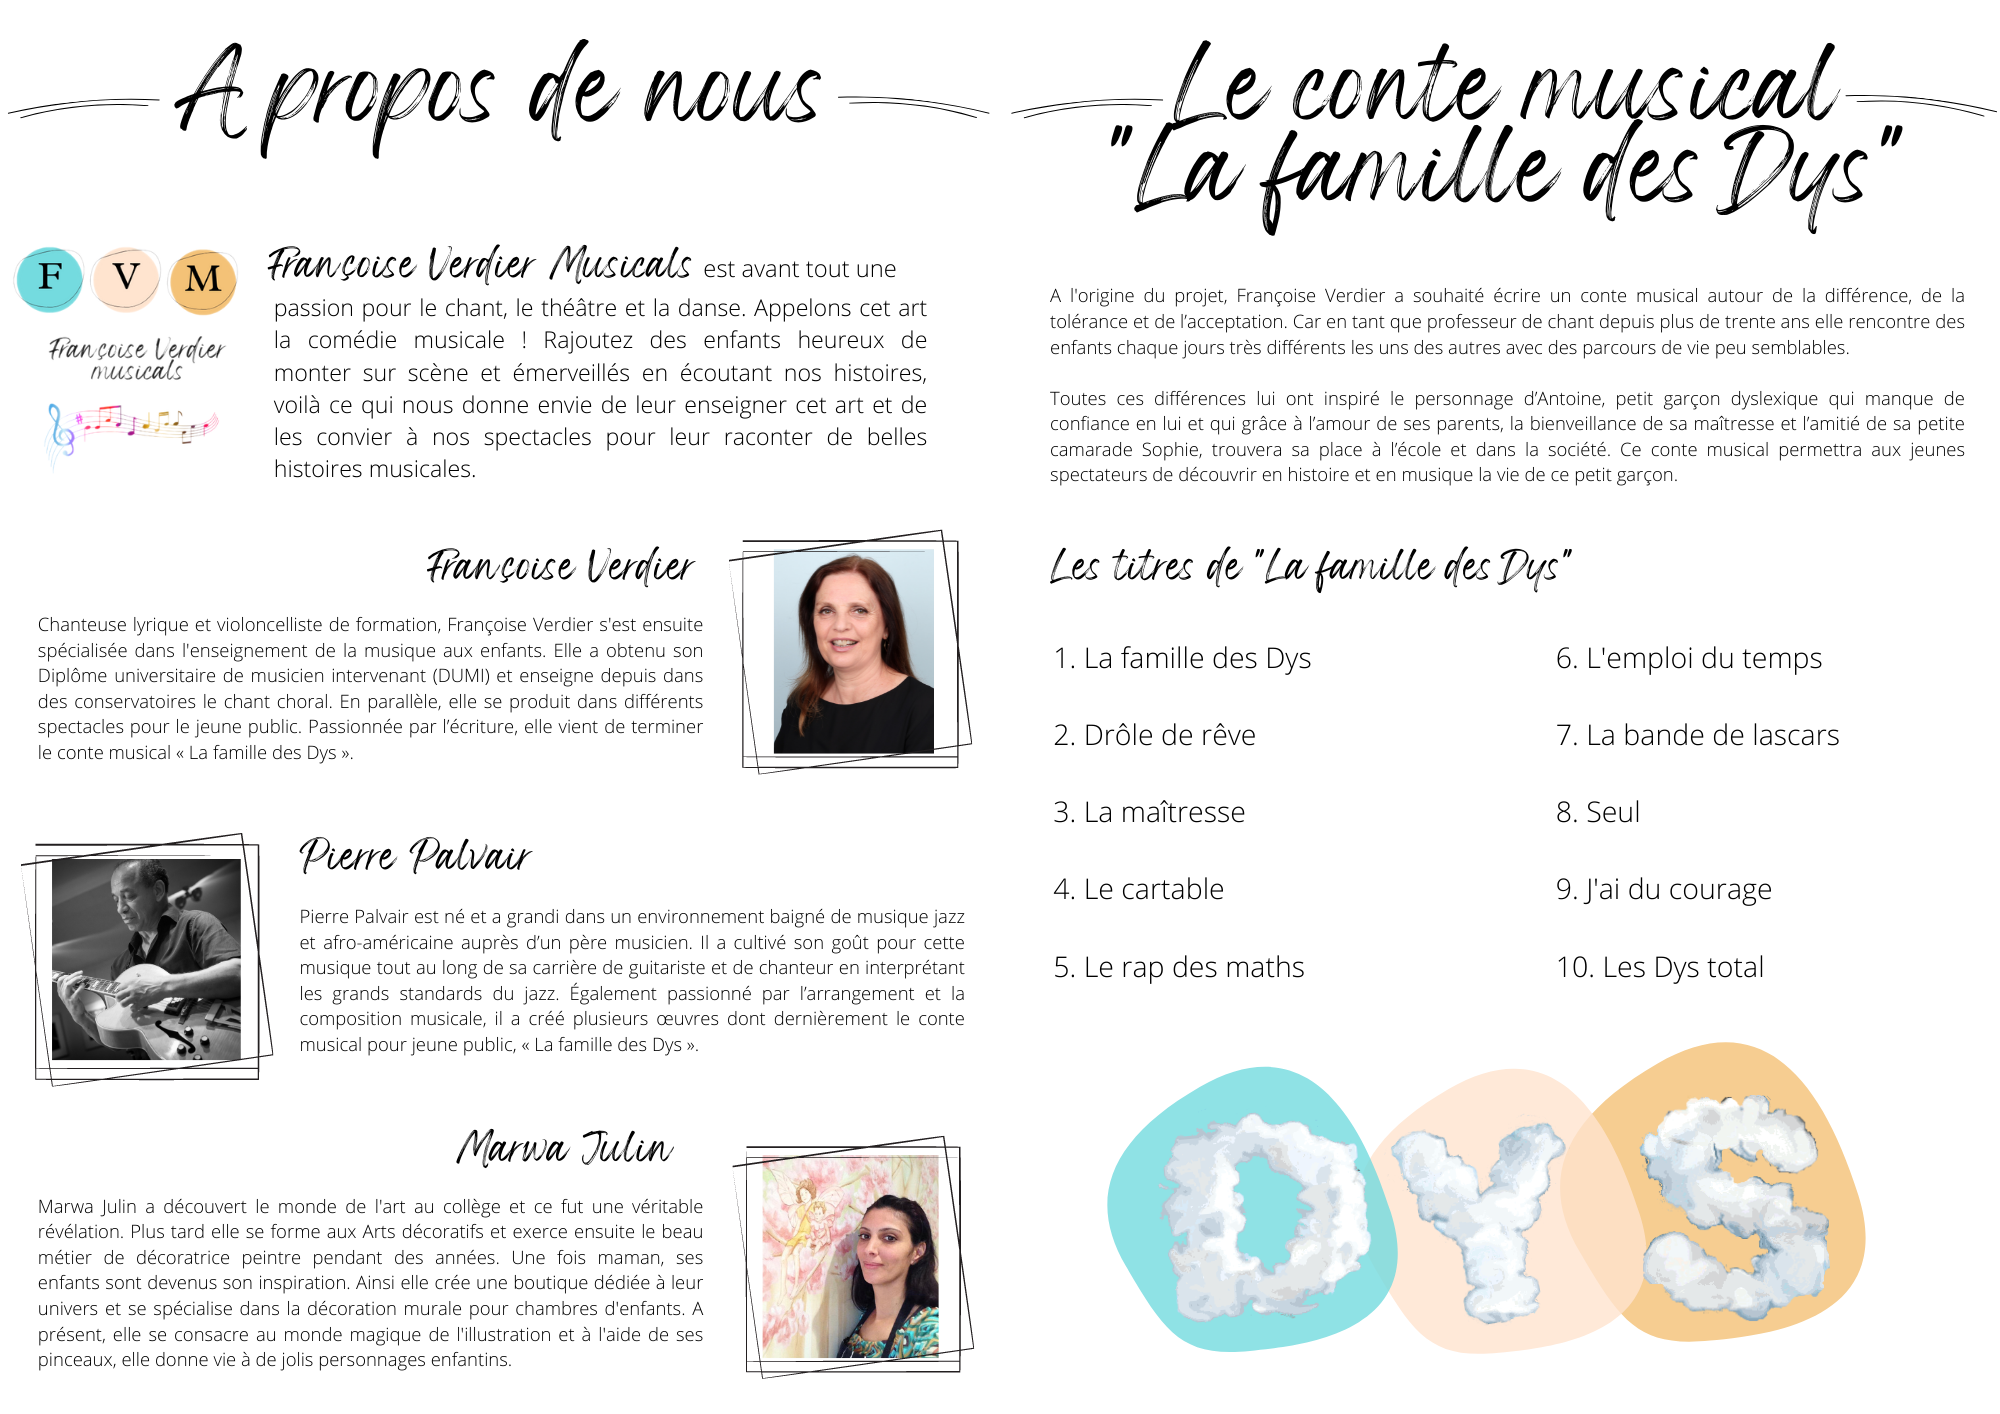 A propos de nous
F V M
Françoise Verdier
musicals
Françoise Verdier Musicals est avant tout une
passion pour le chant, le théâtre et la danse. Appelons cet art
la comédie musicale ! Rajoutez des enfants heureux de
monter sur scène et émerveillés en écoutant nos histoires,
voilà ce qui nous donne envie de leur enseigner cet art et de
les convier à nos spectacles pour leur raconter de belles
histoires musicales.
Françoise Verdier
Chanteuse lyrique et violoncelliste de formation, Françoise Verdier s'est ensuite
spécialisée dans l'enseignement de la musique aux enfants. Elle a obtenu son
Diplôme universitaire de musicien intervenant (DUMI) et enseigne depuis dans
des conservatoires le chant choral. En parallèle, elle se produit dans différents
spectacles pour le jeune public. Passionnée par l’écriture, elle vient de terminer
le conte musical « La famille des Dys ».
Pierre Palvair
Pierre Palvair est né et a grandi dans un environnement baigné de musique jazz
et afro-américaine auprès d’un père musicien. Il a cultivé son goût pour cette
musique tout au long de sa carrière de guitariste et de chanteur en interprétant
les grands standards du jazz. Également passionné par l’arrangement et la
composition musicale, il a créé plusieurs œuvres dont dernièrement le conte
musical pour jeune public, « La famille des Dys ».
Marwa Julin
Marwa Julin a découvert le monde de l'art au collège et ce fut une véritable
révélation. Plus tard elle se forme aux Arts décoratifs et exerce ensuite le beau
métier de décoratrice peintre pendant des années. Une fois maman, ses
enfants sont devenus son inspiration. Ainsi elle crée une boutique dédiée à leur
univers et se spécialise dans la décoration murale pour chambres d'enfants. A
présent, elle se consacre au monde magique de l'illustration et à l'aide de ses
pinceaux, elle donne vie à de jolis personnages enfantins.
Le conte musical
"La famille des Dys"
A l'origine du projet, Françoise Verdier a souhaité écrire un conte musical autour de la différence, de la
tolérance et de l’acceptation. Car en tant que professeur de chant depuis plus de trente ans elle rencontre des
enfants chaque jours très différents les uns des autres avec des parcours de vie peu semblables.
Toutes ces différences lui ont inspiré le personnage d’Antoine, petit garçon dyslexique qui manque de
confiance en lui et qui grâce à l’amour de ses parents, la bienveillance de sa maîtresse et l’amitié de sa petite
camarade Sophie, trouvera sa place à l’école et dans la société. Ce conte musical permettra aux jeunes
spectateurs de découvrir en histoire et en musique la vie de ce petit garçon.
Les titres de "La famille des Dys"
1. La famille des Dys
2. Drôle de rêve
3. La maîtresse
4. Le cartable
5. Le rap des maths
6. L'emploi du temps
7. La bande de lascars
8. Seul
9. J'ai du courage
10. Les Dys total
DYS